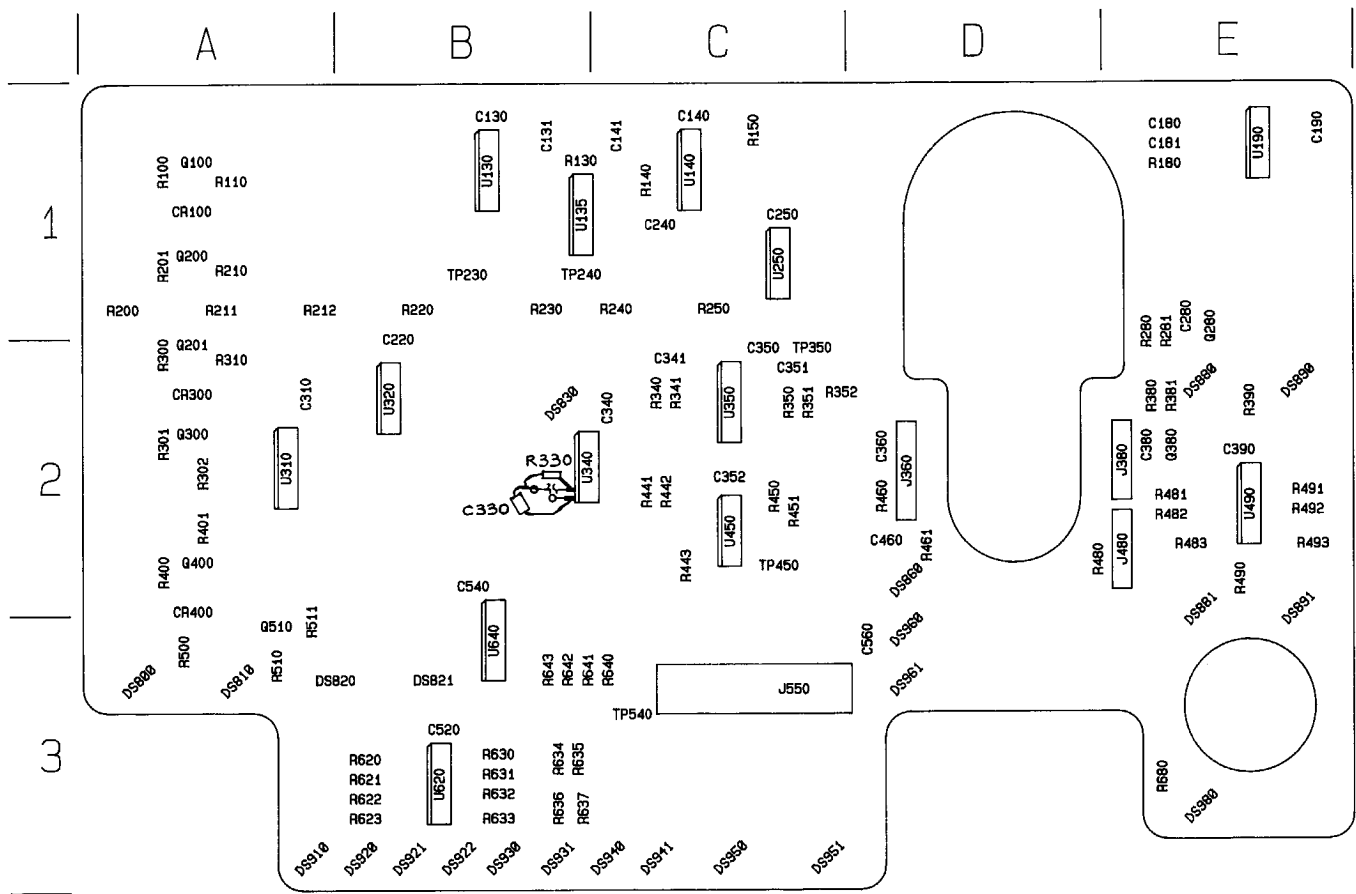 A B C D E
1
C130 C131 C141 C140 R150 C180 C190
C181
R180
U130 R130 U140 U190
R100 Q100 R110 R140
CR100
U135 C240 C250
R201 Q200 R210 TP230 TP240 U250
R200 R211 R212 R220 R230 R240 R250
R280 R281 C280 Q280
2
R300 Q201 R310 C220 C341 C350 TP350
C351
CR300 C310 U320 DS830 C340 R340 R341 U350 R350 R351 R352
R380 R381 DS880 R390 DS890
R301 Q300 R302 U310 R330 U340 C360 J360 J380 C380 Q380 C390
C330 R441 R442 C352 R450 R451 R460
R481 R482 U490 R491 R492
R401 U450 C460 R461 R480 J480 R483 R493
R400 Q400 R443 TP450 DS860 R490
C540
CR400 DS881 DS891
3
Q510 R511 U640 C560 DS960
R500 R510 R643 R642 R641 R640
DS800 DS810 DS820 DS821 J550 DS961
TP540
C520
R620 R630 R634 R635
R621 U620 R631 R680
R622 R632 R636 R637
R623 R633 DS980
DS910 DS920 DS921 DS922 DS930 DS931 DS940 DS941 DS950 DS951